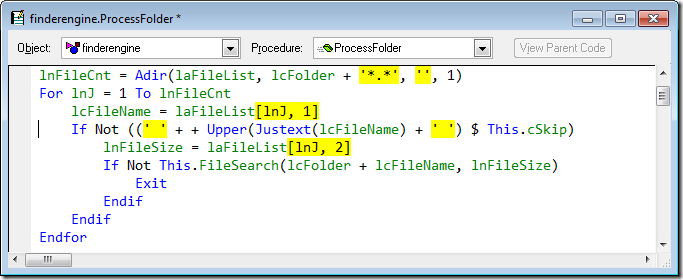 finderengine.ProcessFolder *
Object: finderengine Procedure: ProcessFolder View Parent Code
lnFileCnt = Adir(laFileList, lcFolder + '*.*', '', 1)
For lnJ = 1 To lnFileCnt
lcFileName = laFileList[lnJ, 1]
If Not ((' ' + + Upper(Justext(lcFileName) + ' ') $ This.cSkip)
lnFileSize = laFileList[lnJ, 2]
If Not This.FileSearch(lcFolder + lcFileName, lnFileSize)
Exit
Endif
Endif
Endfor